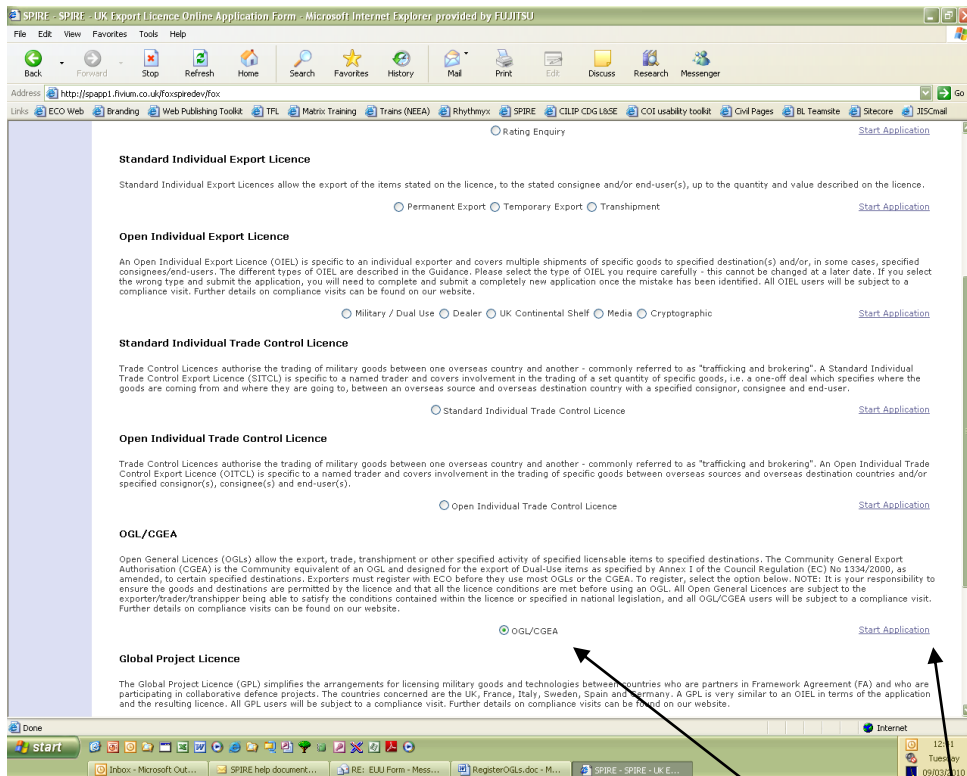 SPIRE - SPIRE - UK Export Licence Online Application Form - Microsoft Internet Explorer provided by FUJITSU
File Edit View Favorites Tools Help
Back Forward Stop Refresh Home Search Favorites History Mail Print Edit Discuss Research Messenger
Address http://spapp1.fivium.co.uk/foxspiredev/fox Go
Links ECO Web Branding Web Publishing Toolkit TFL Matrix Training Trains (NEEA) Rhythmyx SPIRE CILIP CDG L&SE COI usability toolkit Civil Pages BL Teamsite Sitecore JISCmail
Rating Enquiry Start Application
Standard Individual Export Licence
Standard Individual Export Licences allow the export of the items stated on the licence, to the stated consignee and/or end-user(s), up to the quantity and value described on the licence.
Permanent Export Temporary Export Transhipment Start Application
Open Individual Export Licence
An Open Individual Export Licence (OIEL) is specific to an individual exporter and covers multiple shipments of specific goods to specified destination(s) and/or, in some cases, specified
consignees/end-users. The different types of OIEL are described in the Guidance. Please select the type of OIEL you require carefully - this cannot be changed at a later date. If you select
the wrong type and submit the application, you will need to complete and submit a completely new application once the mistake has been identified. All OIEL users will be subject to a
compliance visit. Further details on compliance visits can be found on our website.
Military / Dual Use Dealer UK Continental Shelf Media Cryptographic Start Application
Standard Individual Trade Control Licence
Trade Control Licences authorise the trading of military goods between one overseas country and another - commonly referred to as "trafficking and brokering". A Standard Individual
Trade Control Export Licence (SITCL) is specific to a named trader and covers involvement in the trading of a set quantity of specific goods, i.e. a one-off deal which specifies where the
goods are coming from and where they are going to, between an overseas source and overseas destination country with a specified consignor, consignee and end-user.
Standard Individual Trade Control Licence Start Application
Open Individual Trade Control Licence
Trade Control Licences authorise the trading of military goods between one overseas country and another - commonly referred to as "trafficking and brokering". An Open Individual Trade
Control Export Licence (OITCL) is specific to a named trader and covers involvement in the trading of specific goods between overseas sources and overseas destination countries and/or
specified consignor(s), consignee(s) and end-user(s).
Open Individual Trade Control Licence Start Application
OGL/CGEA
Open General Licences (OGLs) allow the export, trade, transhipment or other specified activity of specified licensable items to specified destinations. The Community General Export
Authorisation (CGEA) is the Community equivalent of an OGL and designed for the export of Dual-Use items as specified by Annex I of the Council Regulation (EC) No 1334/2000, as
amended, to certain specified destinations. Exporters must register with ECO before they use most OGLs or the CGEA. To register, select the option below. NOTE: It is your responsibility to
ensure the goods and destinations are permitted by the licence and that all the licence conditions are met before using an OGL. All Open General Licences are subject to the
exporter/trader/transhipper being able to satisfy the conditions contained within the licence or specified in national legislation, and all OGL/CGEA users will be subject to a compliance visit.
Further details on compliance visits can be found on our website.
OGL/CGEA Start Application
Global Project Licence
The Global Project Licence (GPL) simplifies the arrangements for licensing military goods and technologies between countries who are partners in Framework Agreement (FA) and who are
participating in collaborative defence projects. The countries concerned are the UK, France, Italy, Sweden, Spain and Germany. A GPL is very similar to an OIEL in terms of the application
and the resulting licence. All GPL users will be subject to a compliance visit. Further details on compliance visits can be found on our website.
Done Internet
start 12:01
Tuesday
Inbox - Microsoft Out... SPIRE help document... RE: EUU Form - Mess... RegisterOGLs.doc - M... SPIRE - SPIRE - UK E... 09/03/2010